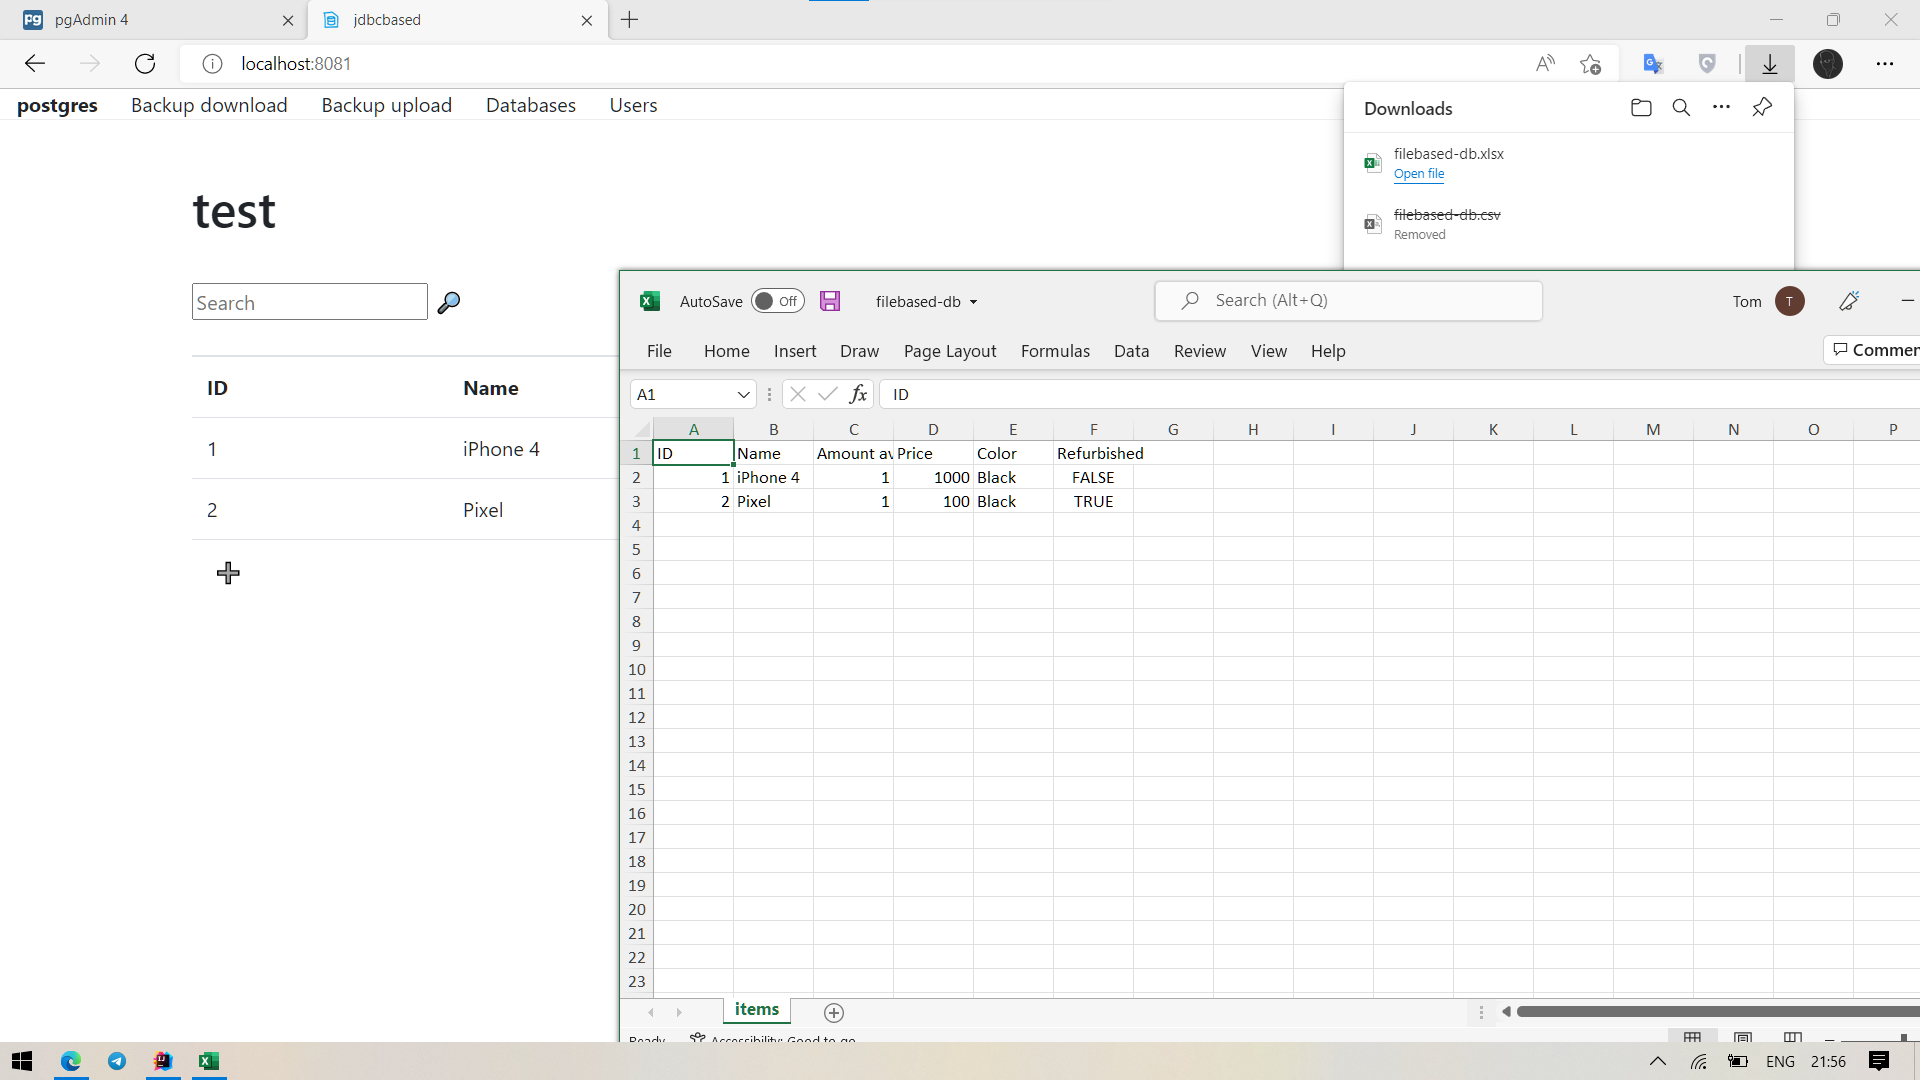 pgAdmin 4
jdbcbased
localhost:8081
postgres Backup download Backup upload Databases Users
Downloads
filebased-db.xlsx
Open file
filebased-db.csv
Removed
test
Search
ID Name
1 iPhone 4
2 Pixel
AutoSave Off filebased-db Search (Alt+Q) Tom T
File Home Insert Draw Page Layout Formulas Data Review View Help Commen
A1 fx ID
A B C D E F G H I J K L M N O P
1 ID Name Amount av Price Color Refurbished
2 1 iPhone 4 1 1000 Black FALSE
3 2 Pixel 1 100 Black TRUE
4
5
6
7
8
9
10
11
12
13
14
15
16
17
18
19
20
21
22
23
items
Ready Accessibility: Good to go
ENG 21:56